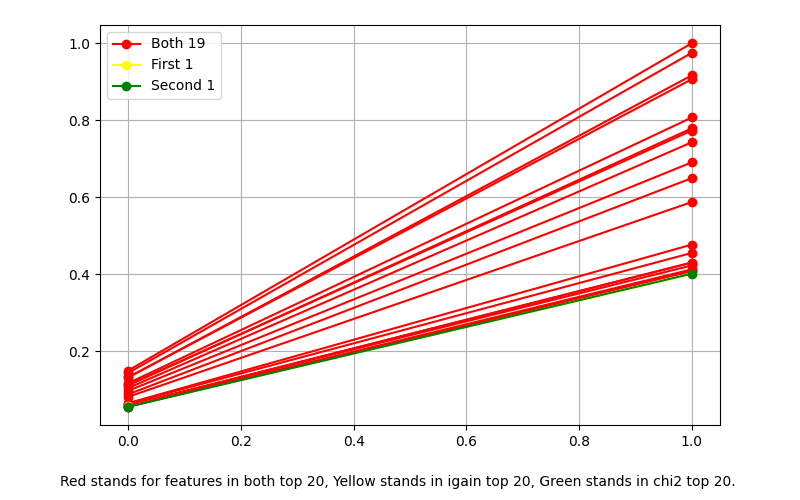 Both 19
First 1
Second 1
1.0
0.8
0.6
0.4
0.2
0.0 0.2 0.4 0.6 0.8 1.0
Red stands for features in both top 20, Yellow stands in igain top 20, Green stands in chi2 top 20.